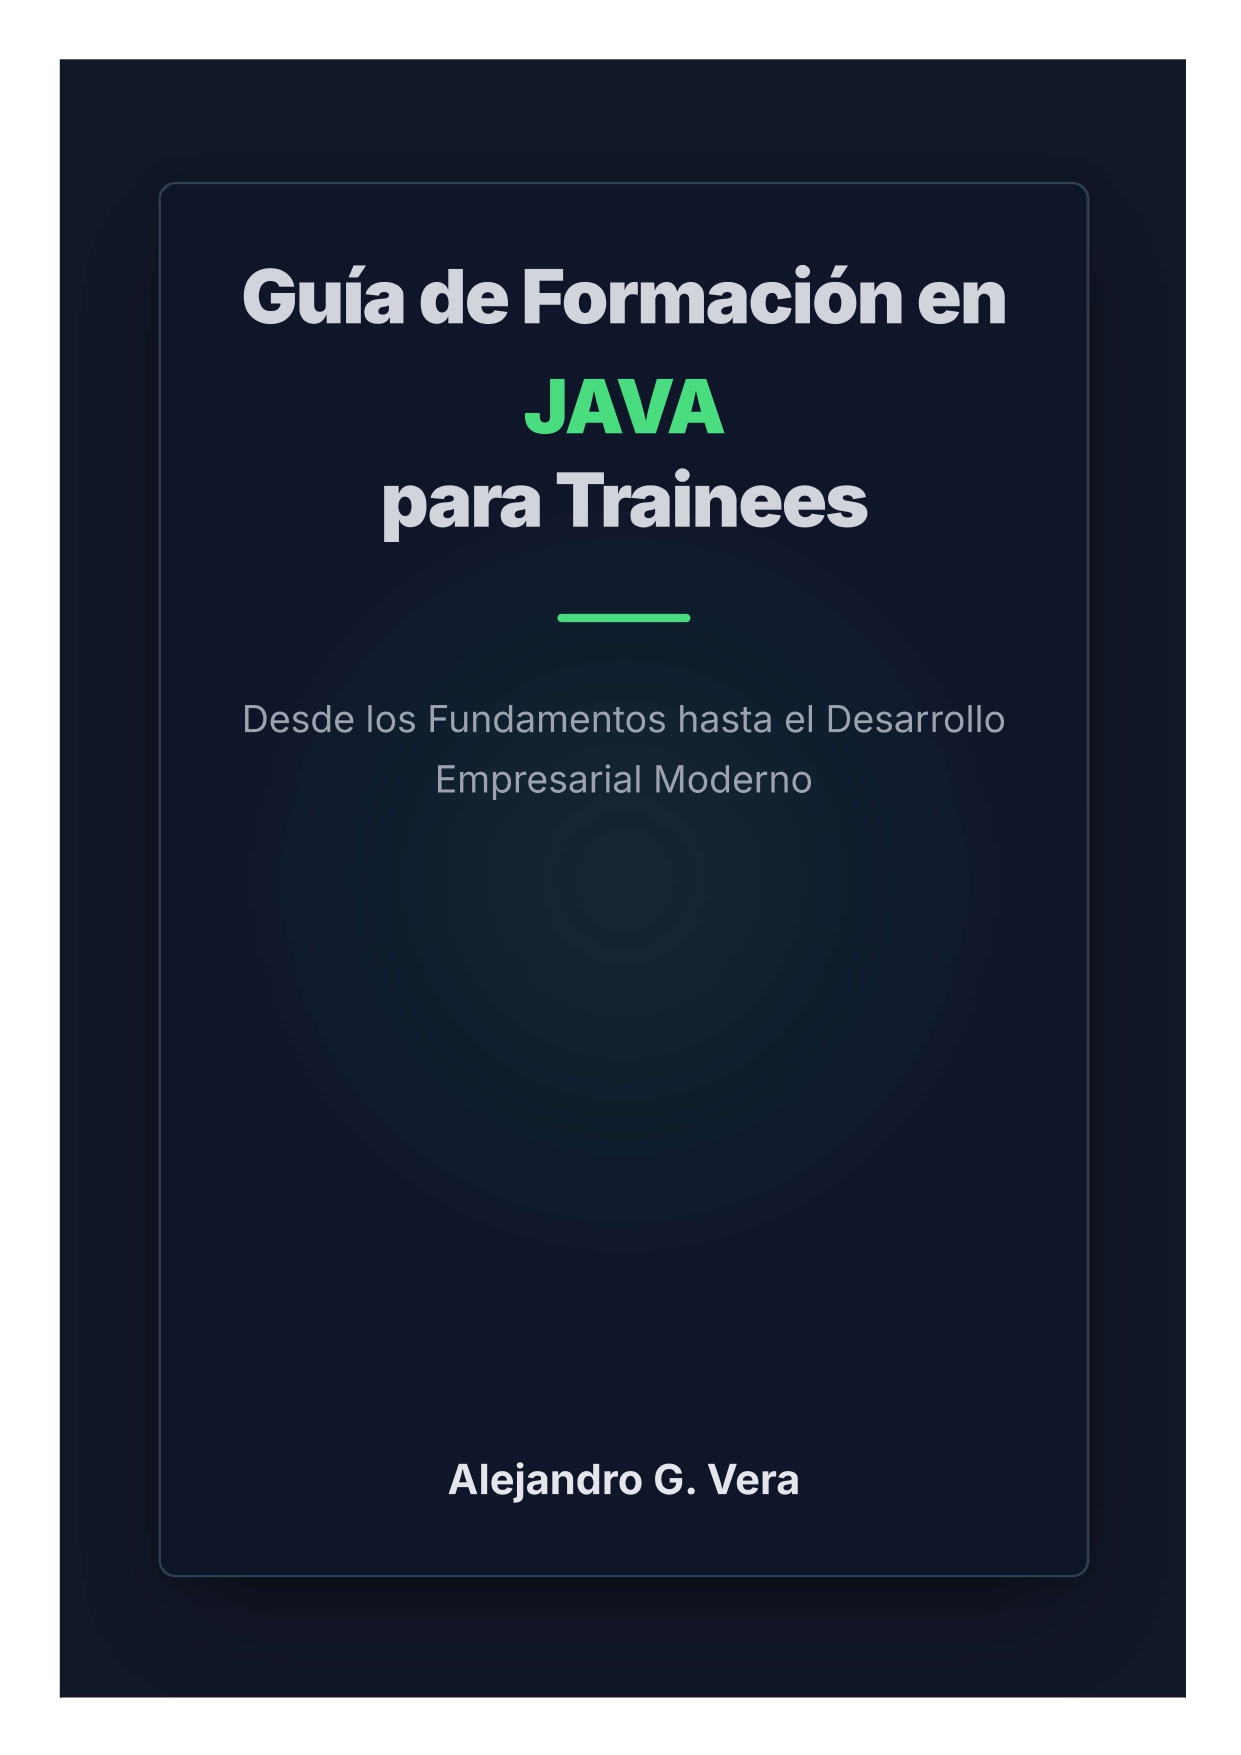 Guía de Formación en
JAVA
para Trainees
Desde los Fundamentos hasta el Desarrollo
Empresarial Moderno
Alejandro G. Vera